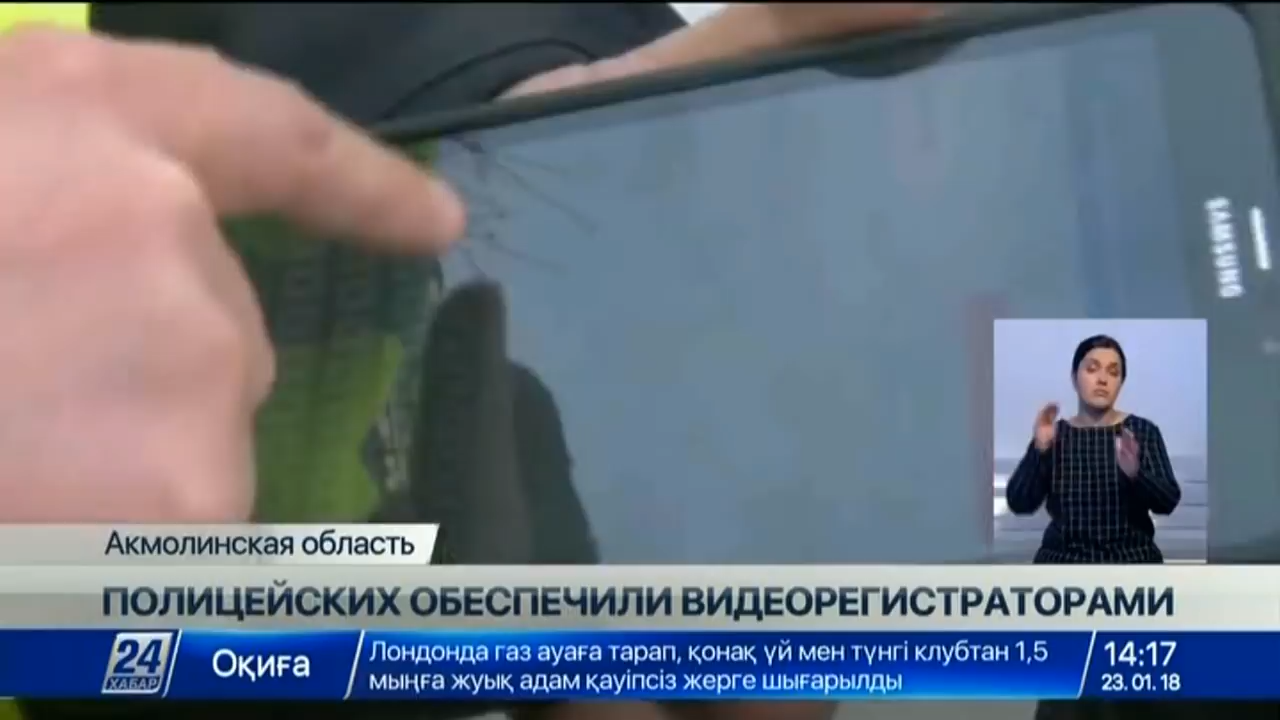 SAMSUNG
Акмолинская область
ПОЛИЦЕЙСКИХ ОБЕСПЕЧИЛИ ВИДЕОРЕГИСТРАТОРАМИ
24
ХАБАР
Оқиға
Лондонда газ ауаға тарап, қонақ үй мен түнгі клубтан 1,5
мыңға жуық адам қауіпсіз жерге шығарылды
14:17
23. 01. 18